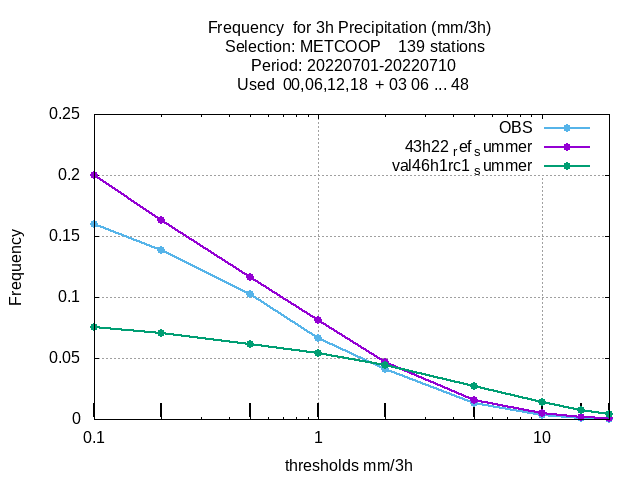 Frequency  for 3h Precipitation (mm/3h)
Selection: METCOOP    139 stations
Period: 20220701-20220710
Used  00,06,12,18  + 03 06 ... 48
0.25
0.2
0.15
0.1
0.05
0
Frequency
OBS
43h22 ref summer
val46h1rc1 summer
0.1 1 10
thresholds mm/3h